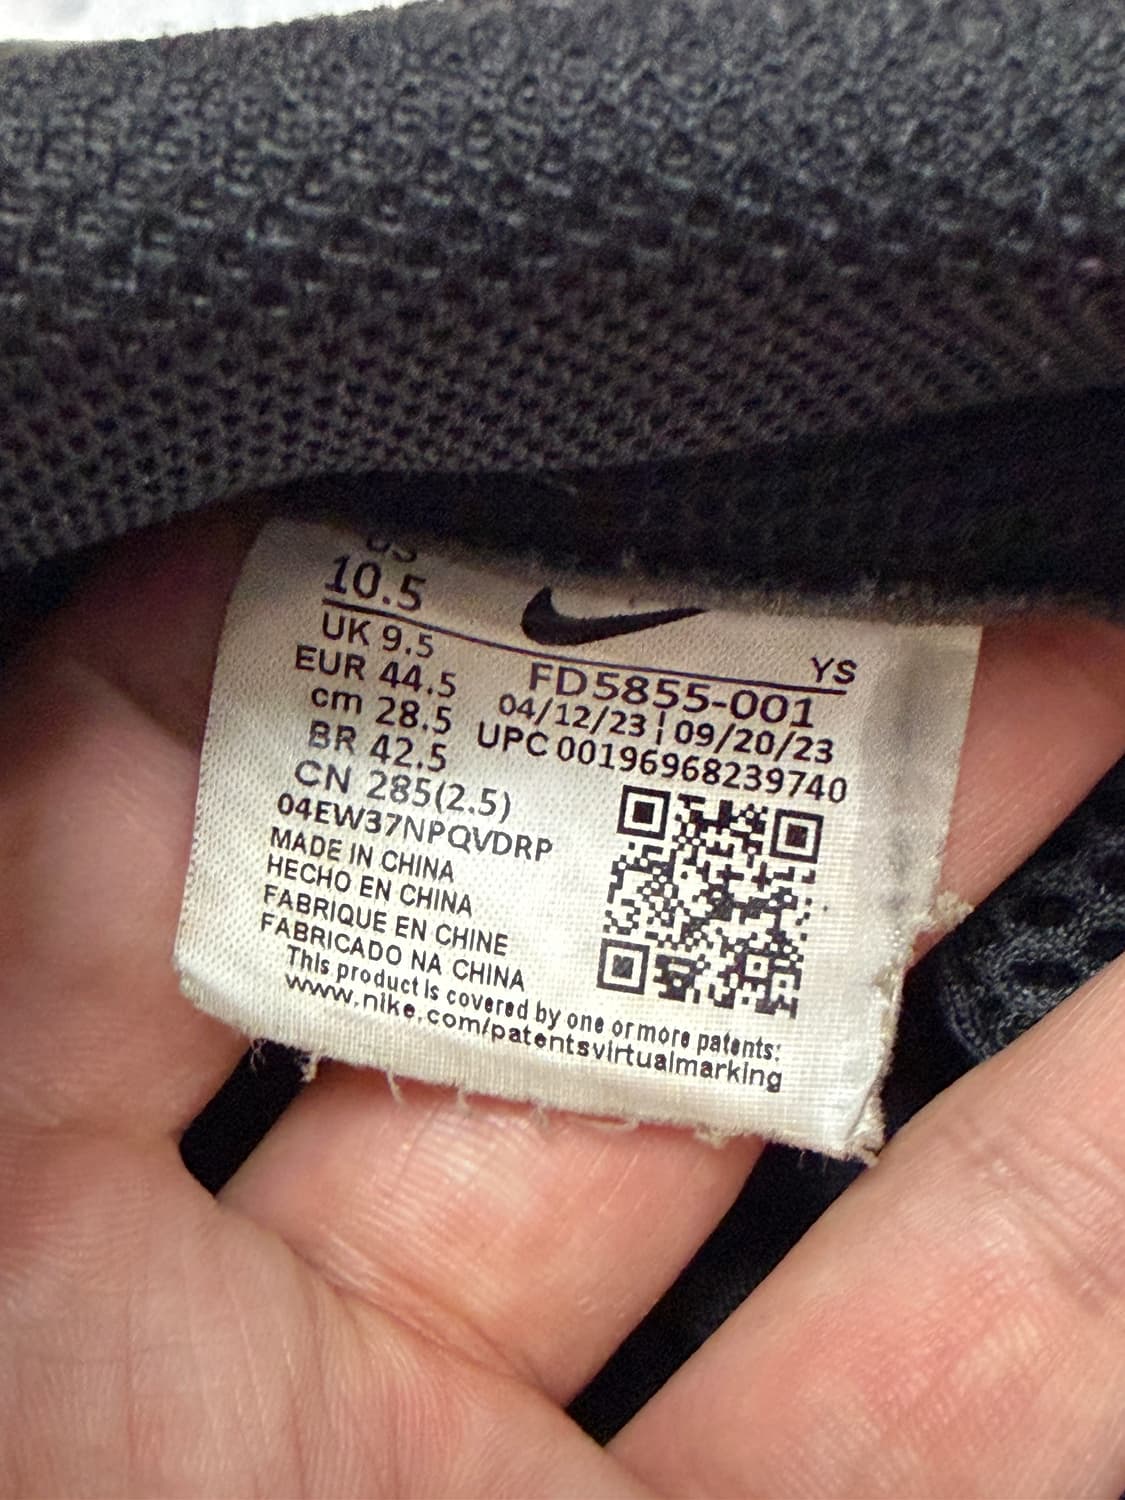 US
10.5
UK 9.5
EUR 44.5
cm 28.5
BR 42.5
CN 285(2.5)
04EW37NPQVDRP
YS
FD5855-001
04/12/23 ¦ 09/20/23
UPC 00196968239740
MADE IN CHINA
HECHO EN CHINA
FABRIQUE EN CHINE
FABRICADO NA CHINA
This product is covered by one or more patents:
www.nike.com/patentsvirtualmarking